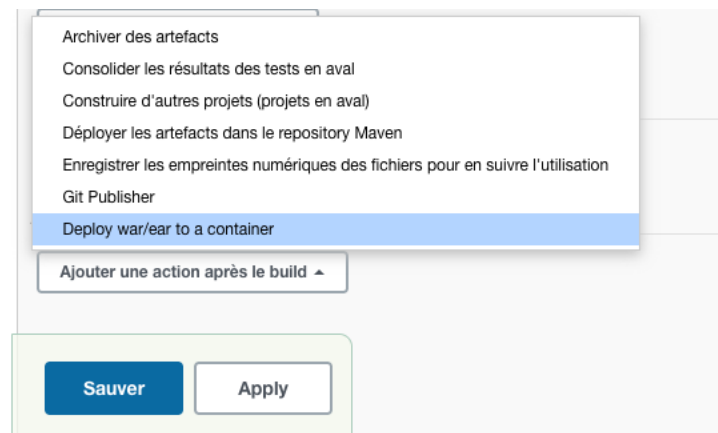 Archiver des artefacts
Consolider les résultats des tests en aval
Construire d'autres projets (projets en aval)
Déployer les artefacts dans le repository Maven
Enregistrer les empreintes numériques des fichiers pour en suivre l'utilisation
Git Publisher
Deploy war/ear to a container
Ajouter une action après le build
Sauver
Apply